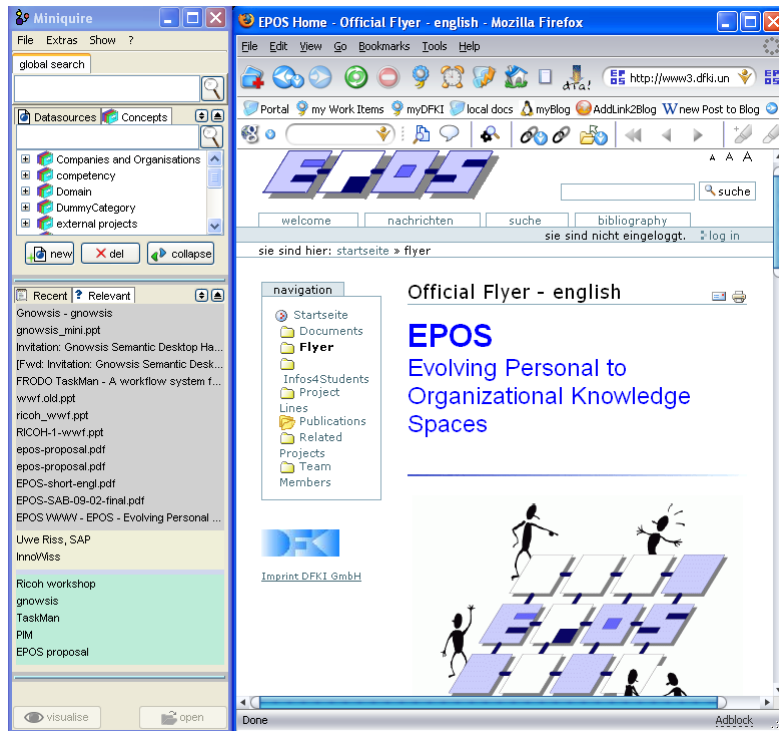 Miniquire
File Extras Show ?
global search
Datasources Concepts
Companies and Organisations
competency
Domain
DummyCategory
external projects
new del collapse
Recent ? Relevant
Gnowsis - gnowsis
gnowsis_mini.ppt
Invitation: Gnowsis Semantic Desktop Ha...
[Fwd: Invitation: Gnowsis Semantic Desk...
FRODO TaskMan - A workflow system f...
wwf.old.ppt
ricoh_wwf.ppt
RICOH-1-wwf.ppt
epos-proposal.pdf
epos-proposal.pdf
EPOS-short-engl.pdf
EPOS-SAB-09-02-final.pdf
EPOS WWW - EPOS - Evolving Personal ...
Uwe Riss, SAP
InnoWiss
Ricoh workshop
gnowsis
TaskMan
PIM
EPOS proposal
visualise open
EPOS Home - Official Flyer - english - Mozilla Firefox
File Edit View Go Bookmarks Tools Help
ata! http://www3.dfki.un
Portal my Work Items myDFKI local docs myBlog AddLink2Blog W new Post to Blog
E.OS
A A A
suche
welcome nachrichten suche bibliography
sie sind nicht eingeloggt. log in
sie sind hier: startseite » flyer
navigation
Startseite
Documents
Flyer
Infos4Students
Project
Lines
Publications
Related
Projects
Team
Members
DFKI
Imprint DFKI GmbH
Official Flyer - english
EPOS
Evolving Personal to
Organizational Knowledge
Spaces
E.OS
Done Adblock